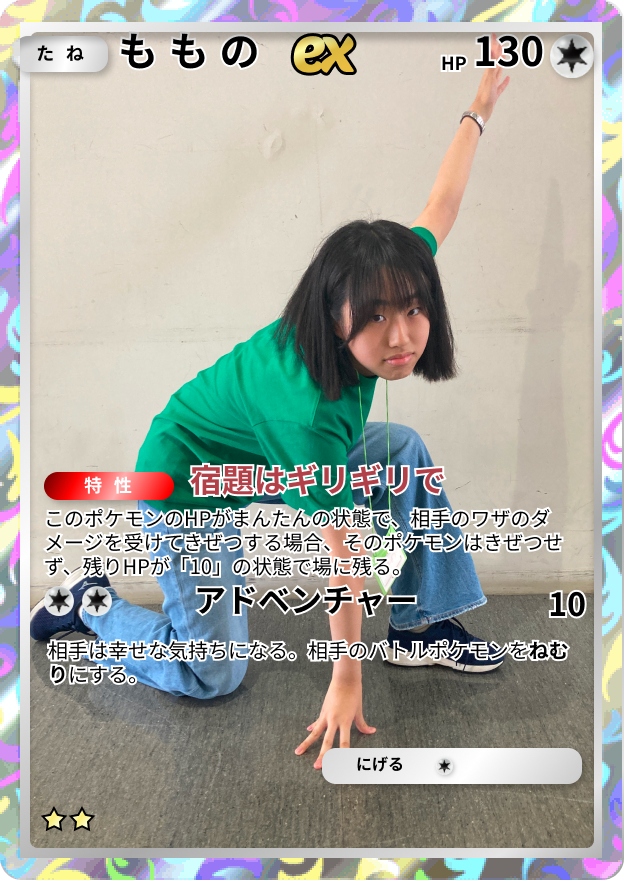 たね ももの ex HP 130
特性 宿題はギリギリで
このポケモンのHPがまんたんの状態で、相手のワザのダ
メージを受けてきぜつする場合、そのポケモンはきぜつせ
ず、残りHPが「10」の状態で場に残る。
アドベンチャー 10
相手は幸せな気持ちになる。相手のバトルポケモンをねむ
りにする。
にげる